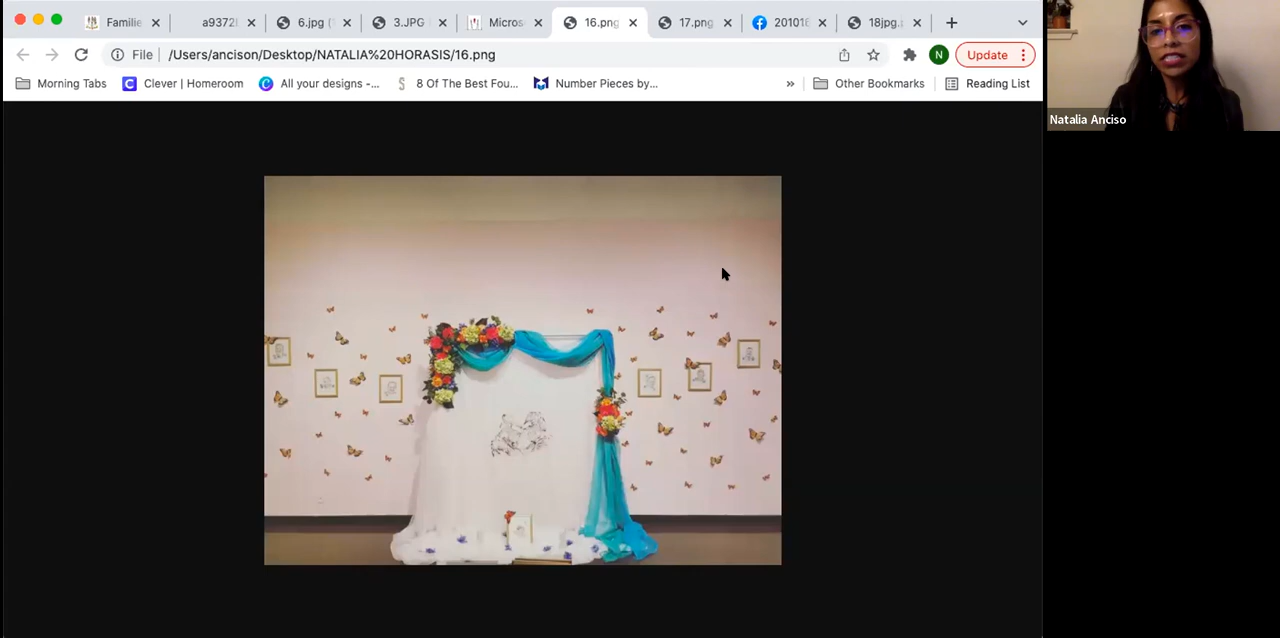 Familie
a9372
6.jpg (
3.JPG
Micros
16.png
17.png
20101
18jpg.
File
/Users/ancison/Desktop/NATALIA%20HORASIS/16.png
N
Update
Morning Tabs
Clever | Homeroom
All your designs -...
8 Of The Best Fou...
Number Pieces by...
»
Other Bookmarks
Reading List
Natalia Anciso